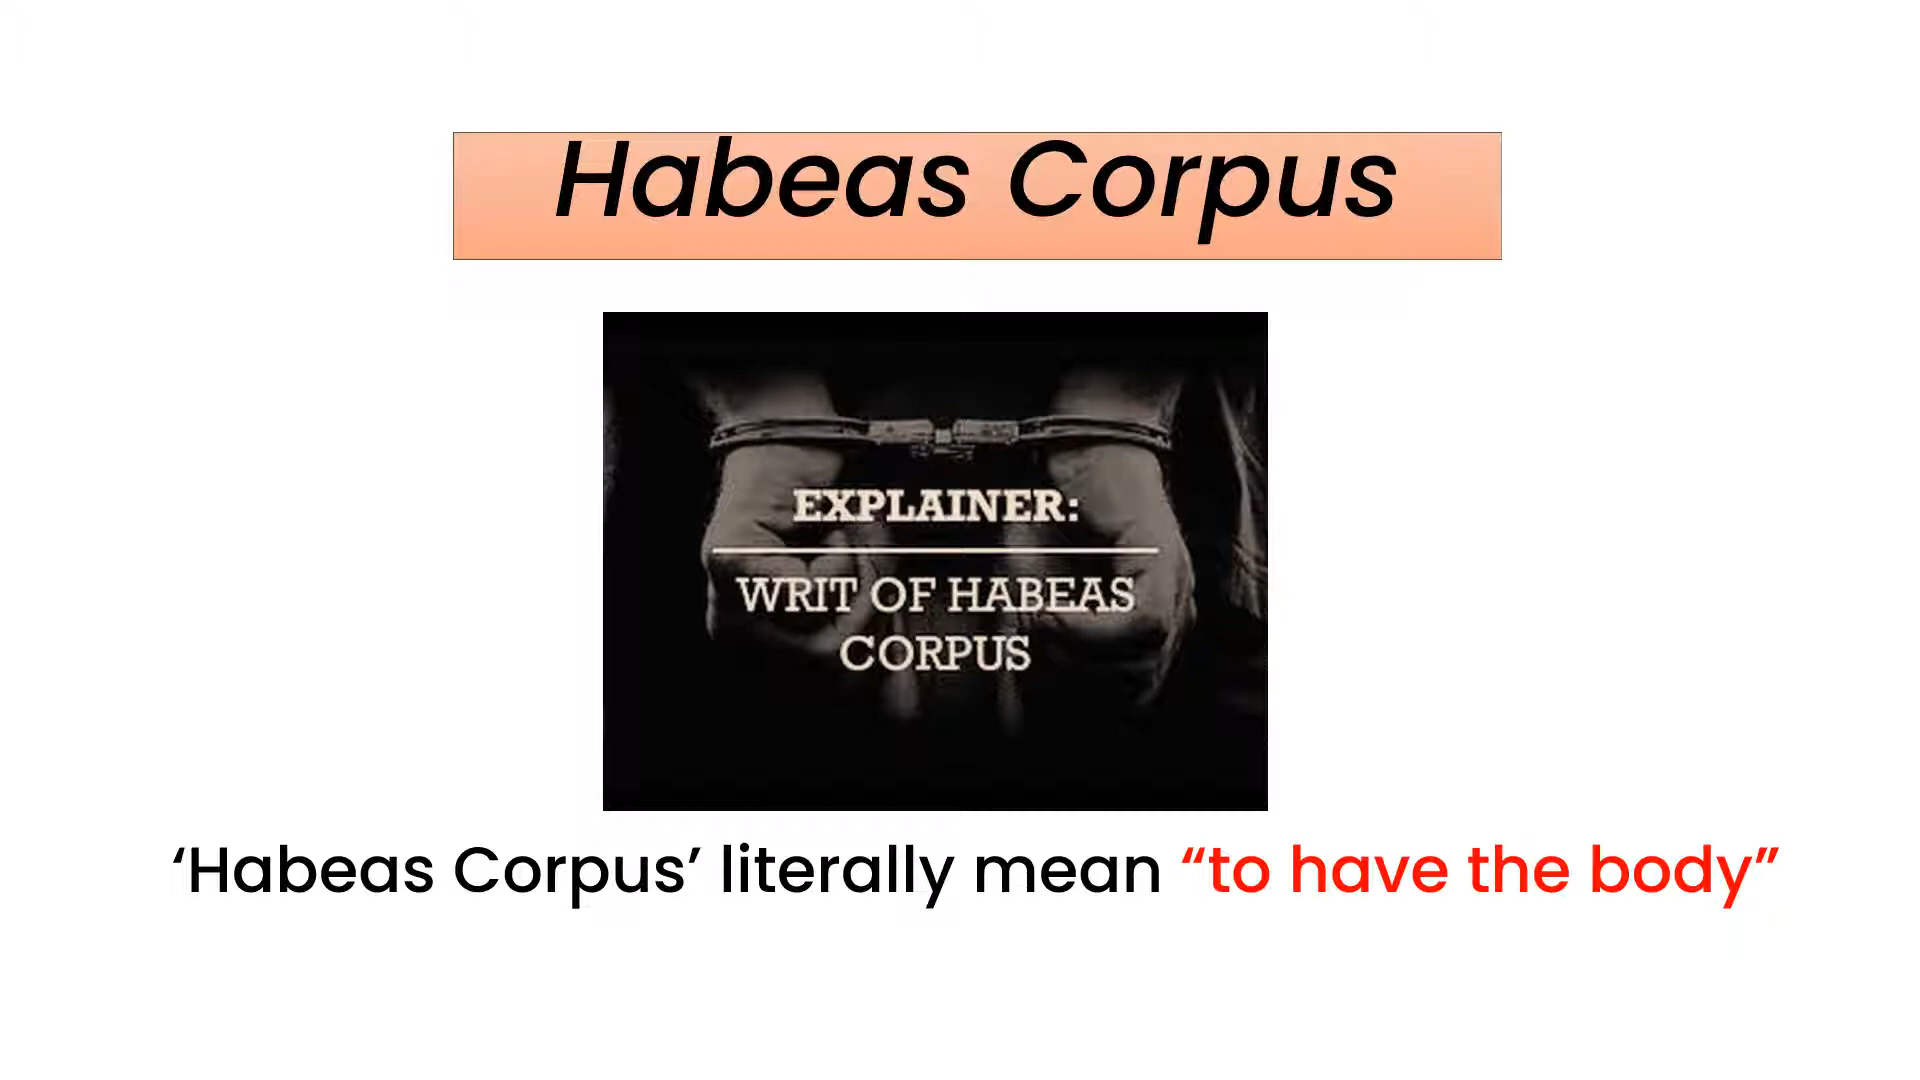 Habeas Corpus
EXPLAINER:
WRIT OF HABEAS
CORPUS
‘Habeas Corpus’ literally mean “to have the body”